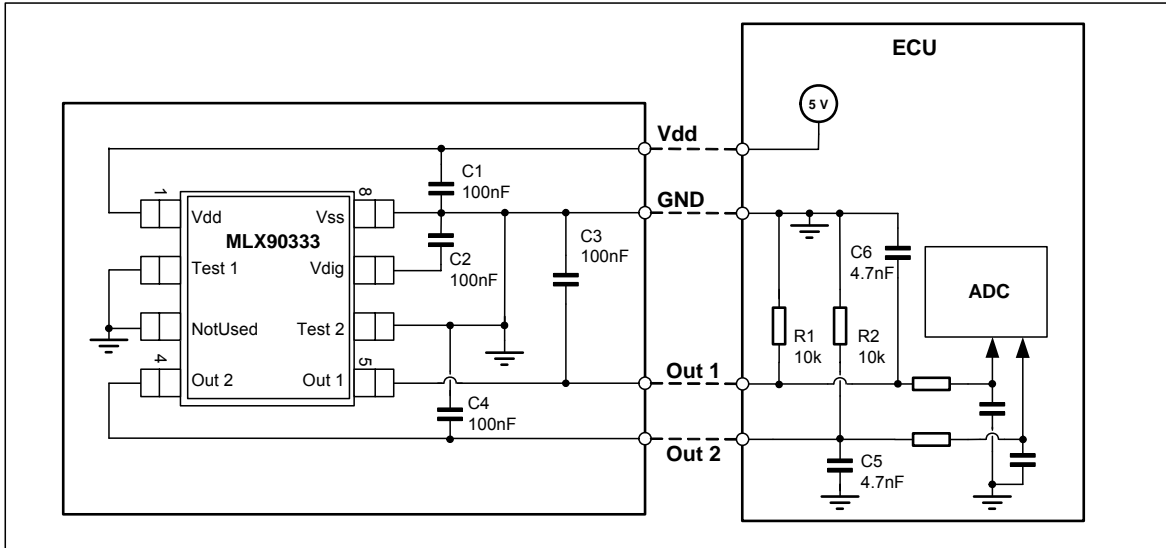 ECU
5 V
Vdd
C1
100nF
GND
1
8
Vdd
Vss
MLX90333
C2
100nF
C3
100nF
C6
4.7nF
Test 1
Vdig
ADC
NotUsed
Test 2
R1
10k
R2
10k
4
5
Out 2
Out 1
Out 1
C4
100nF
Out 2
C5
4.7nF